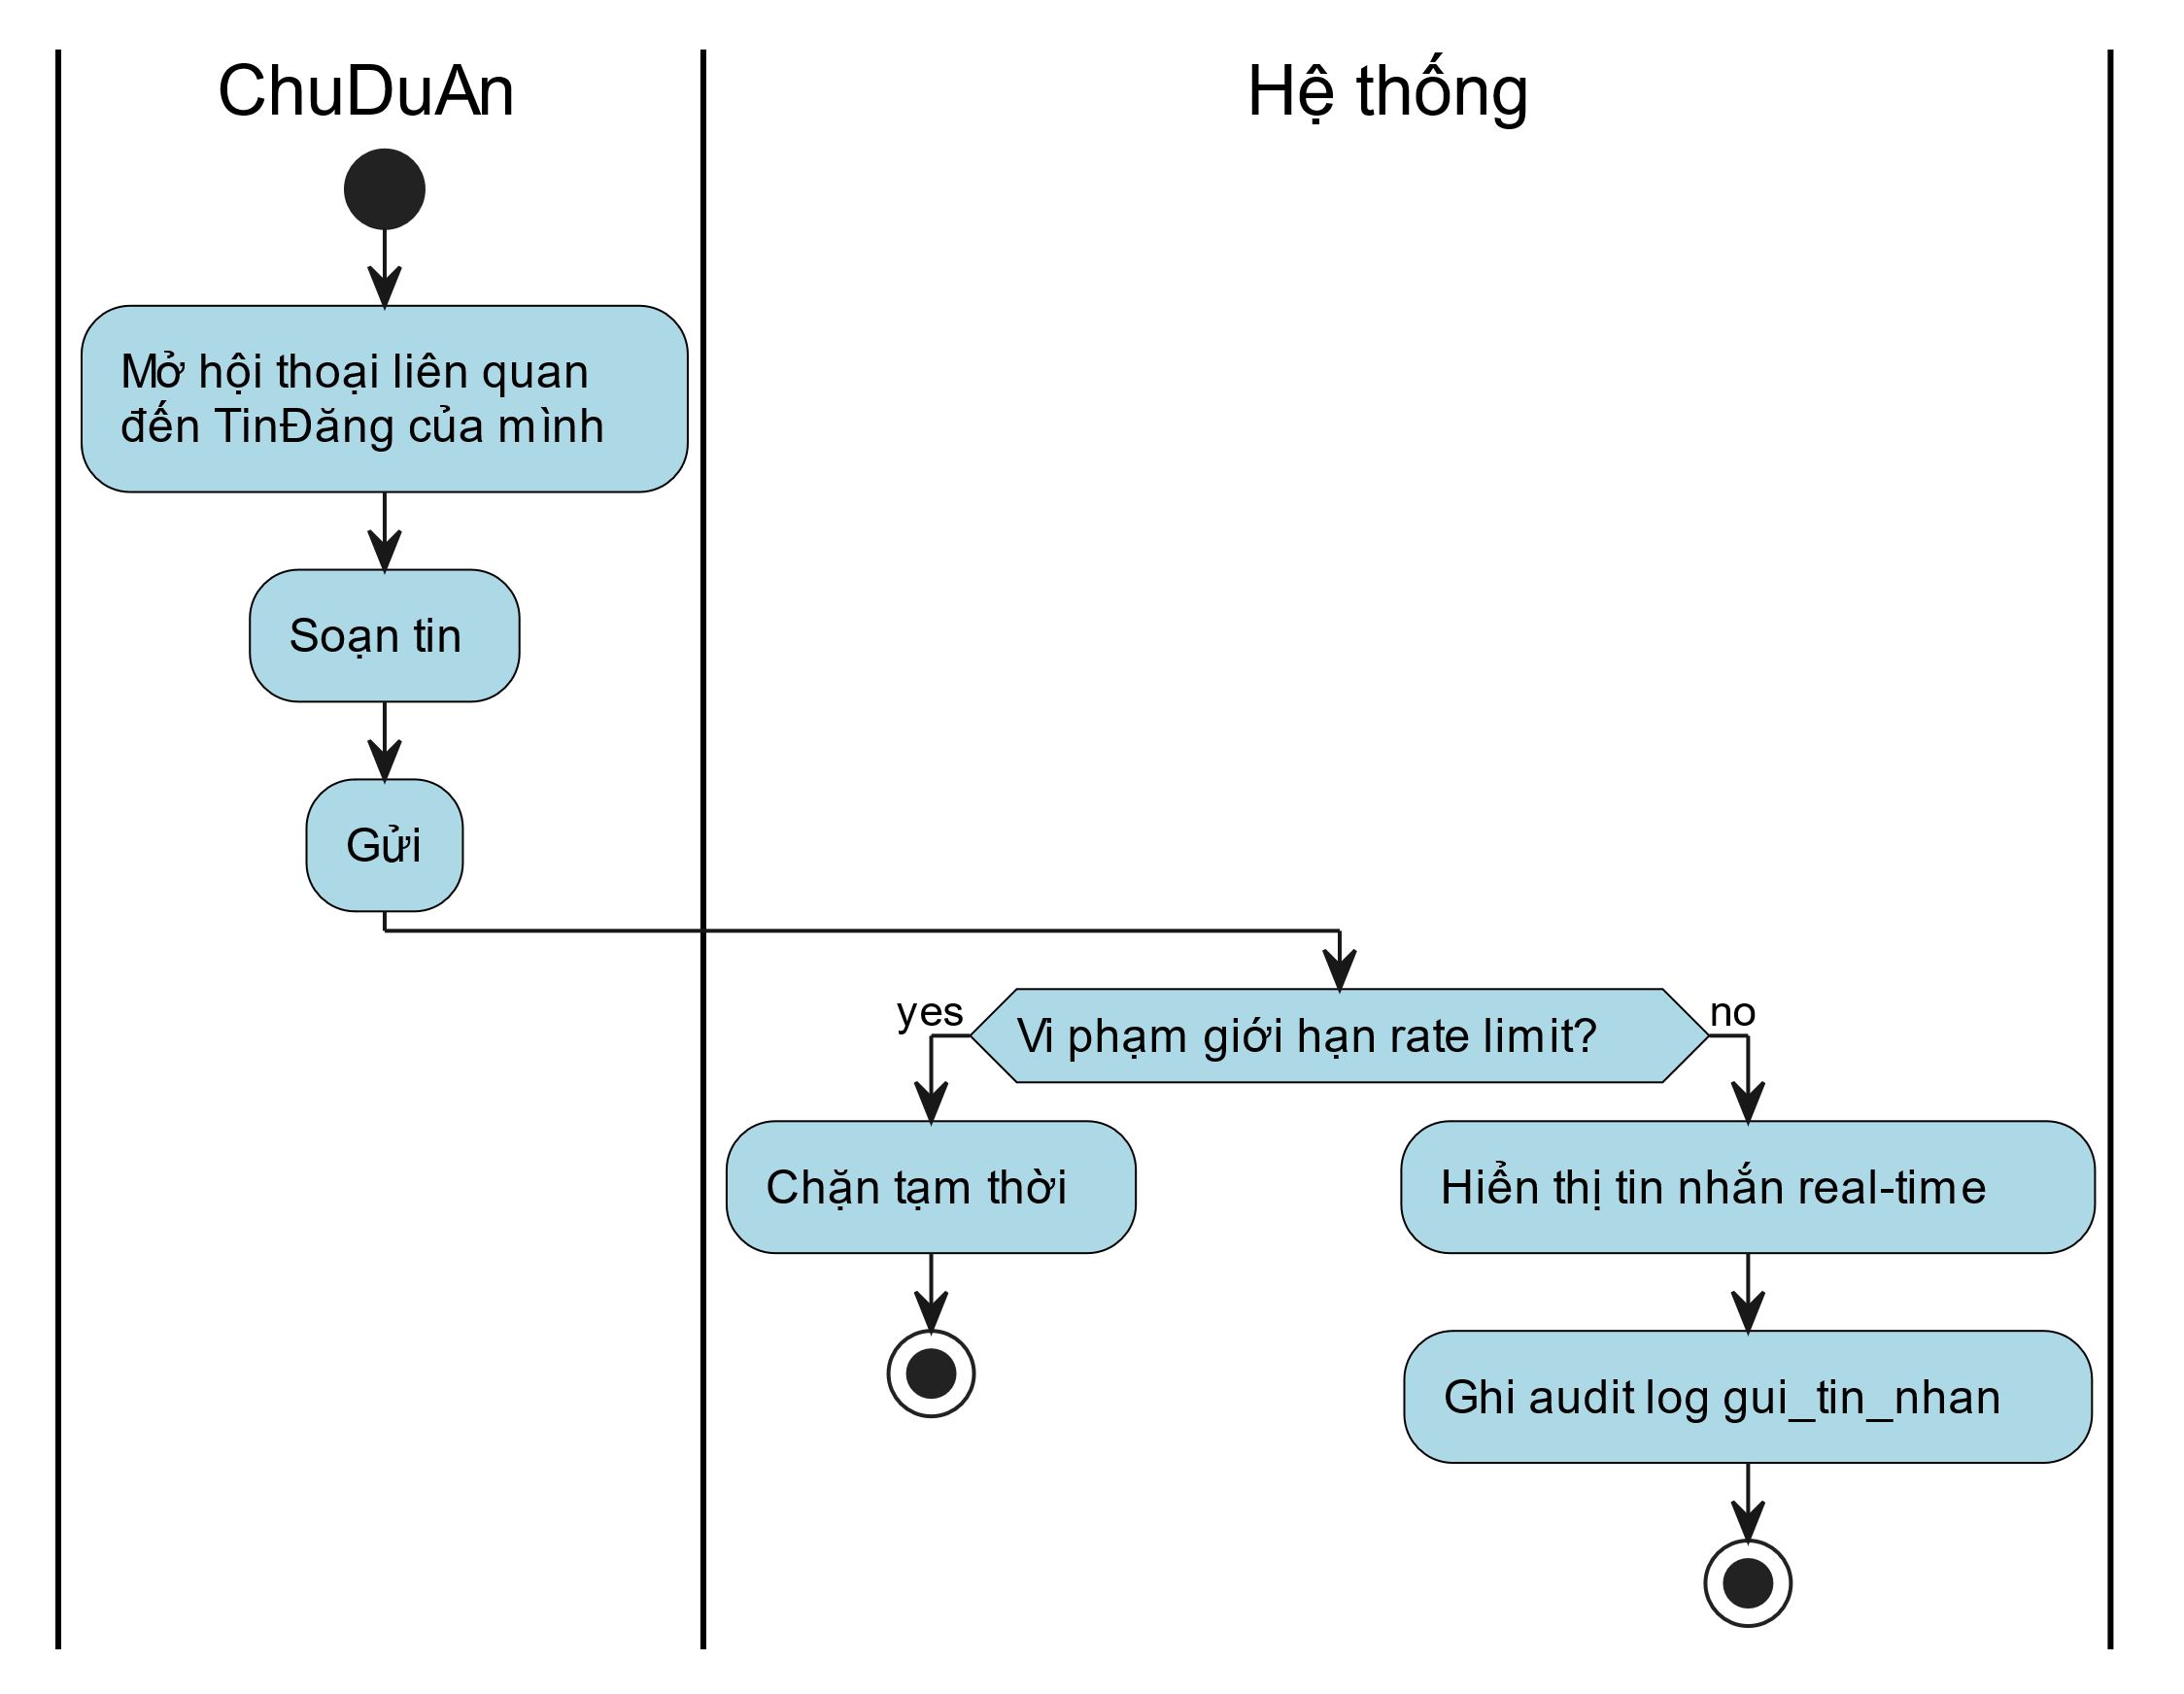 ChuDuAn
Hệ thống
Mở hội thoại liên quan
đến TinĐăng của mình
Soạn tin
Gửi
yes
Vi phạm giới hạn rate limit?
no
Chặn tạm thời
Hiển thị tin nhắn real-time
Ghi audit log gui_tin_nhan